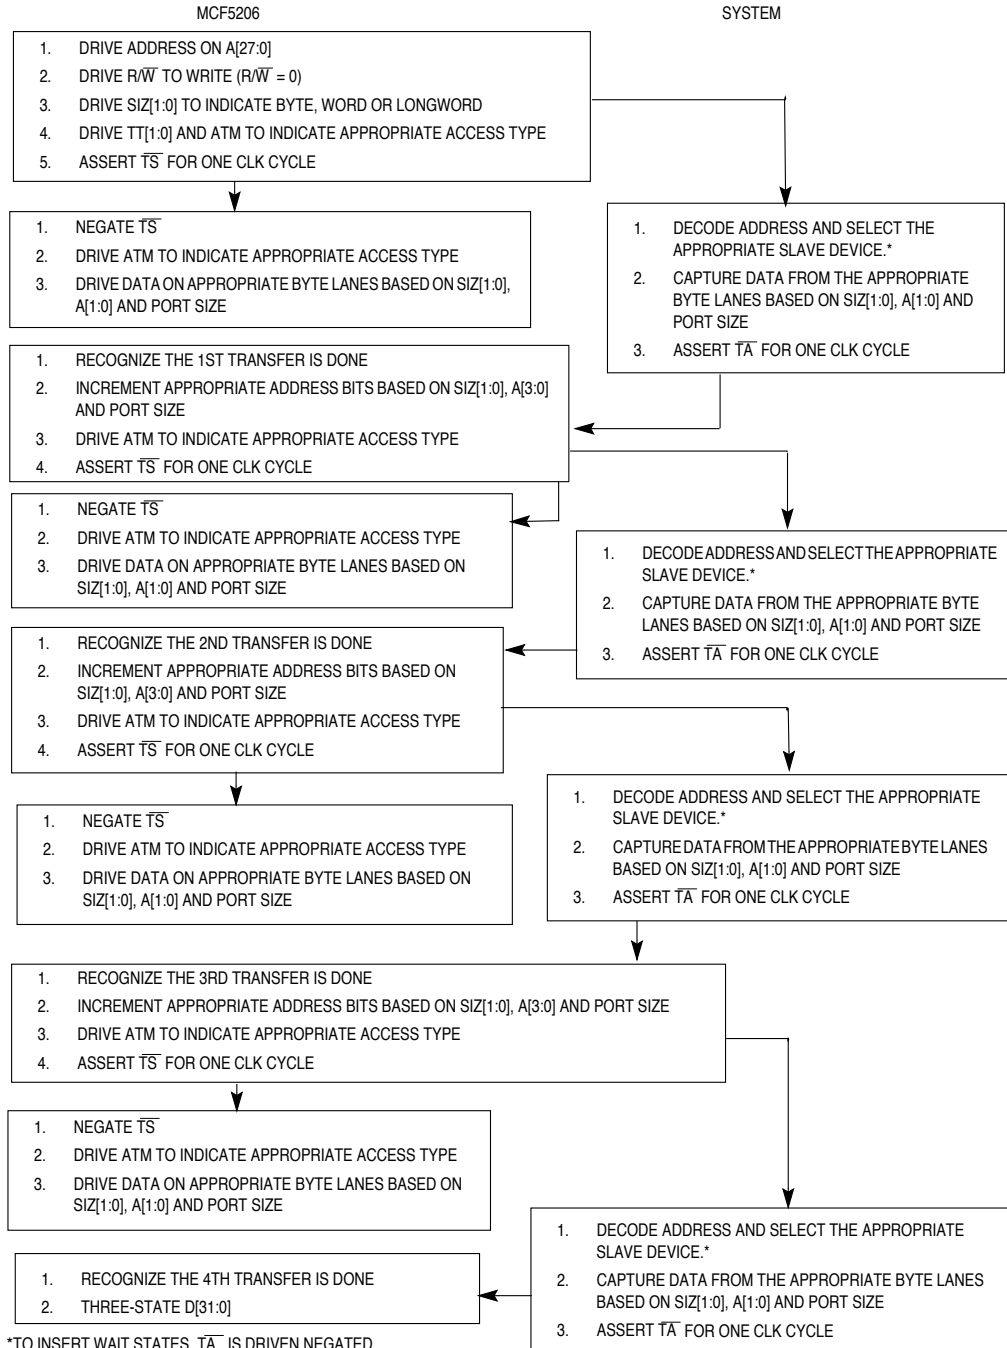 MCF5206
SYSTEM
1. DRIVE ADDRESS ON A[27:0]
2. DRIVE R/W̅ TO WRITE (R/W̅ = 0)
3. DRIVE SIZ[1:0] TO INDICATE BYTE, WORD OR LONGWORD
4. DRIVE TT[1:0] AND ATM TO INDICATE APPROPRIATE ACCESS TYPE
5. ASSERT T̅S̅ FOR ONE CLK CYCLE
1. NEGATE T̅S̅
2. DRIVE ATM TO INDICATE APPROPRIATE ACCESS TYPE
3. DRIVE DATA ON APPROPRIATE BYTE LANES BASED ON SIZ[1:0],
A[1:0] AND PORT SIZE
1. DECODE ADDRESS AND SELECT THE
APPROPRIATE SLAVE DEVICE.*
2. CAPTURE DATA FROM THE APPROPRIATE
BYTE LANES BASED ON SIZ[1:0], A[1:0] AND
PORT SIZE
3. ASSERT T̅A̅ FOR ONE CLK CYCLE
1. RECOGNIZE THE 1ST TRANSFER IS DONE
2. INCREMENT APPROPRIATE ADDRESS BITS BASED ON SIZ[1:0], A[3:0]
AND PORT SIZE
3. DRIVE ATM TO INDICATE APPROPRIATE ACCESS TYPE
4. ASSERT T̅S̅ FOR ONE CLK CYCLE
1. NEGATE T̅S̅
2. DRIVE ATM TO INDICATE APPROPRIATE ACCESS TYPE
3. DRIVE DATA ON APPROPRIATE BYTE LANES BASED ON
SIZ[1:0], A[1:0] AND PORT SIZE
1. DECODE ADDRESS AND SELECT THE APPROPRIATE
SLAVE DEVICE.*
2. CAPTURE DATA FROM THE APPROPRIATE BYTE
LANES BASED ON SIZ[1:0], A[1:0] AND PORT SIZE
3. ASSERT T̅A̅ FOR ONE CLK CYCLE
1. RECOGNIZE THE 2ND TRANSFER IS DONE
2. INCREMENT APPROPRIATE ADDRESS BITS BASED ON
SIZ[1:0], A[3:0] AND PORT SIZE
3. DRIVE ATM TO INDICATE APPROPRIATE ACCESS TYPE
4. ASSERT T̅S̅ FOR ONE CLK CYCLE
1. NEGATE T̅S̅
2. DRIVE ATM TO INDICATE APPROPRIATE ACCESS TYPE
3. DRIVE DATA ON APPROPRIATE BYTE LANES BASED ON
SIZ[1:0], A[1:0] AND PORT SIZE
1. DECODE ADDRESS AND SELECT THE APPROPRIATE
SLAVE DEVICE.*
2. CAPTURE DATA FROM THE APPROPRIATE BYTE LANES
BASED ON SIZ[1:0], A[1:0] AND PORT SIZE
3. ASSERT T̅A̅ FOR ONE CLK CYCLE
1. RECOGNIZE THE 3RD TRANSFER IS DONE
2. INCREMENT APPROPRIATE ADDRESS BITS BASED ON SIZ[1:0], A[3:0] AND PORT SIZE
3. DRIVE ATM TO INDICATE APPROPRIATE ACCESS TYPE
4. ASSERT T̅S̅ FOR ONE CLK CYCLE
1. NEGATE T̅S̅
2. DRIVE ATM TO INDICATE APPROPRIATE ACCESS TYPE
3. DRIVE DATA ON APPROPRIATE BYTE LANES BASED ON
SIZ[1:0], A[1:0] AND PORT SIZE
1. DECODE ADDRESS AND SELECT THE APPROPRIATE
SLAVE DEVICE.*
2. CAPTURE DATA FROM THE APPROPRIATE BYTE LANES
BASED ON SIZ[1:0], A[1:0] AND PORT SIZE
3. ASSERT T̅A̅ FOR ONE CLK CYCLE
1. RECOGNIZE THE 4TH TRANSFER IS DONE
2. THREE-STATE D[31:0]
*TO INSERT WAIT STATES, T̅A̅ IS DRIVEN NEGATED